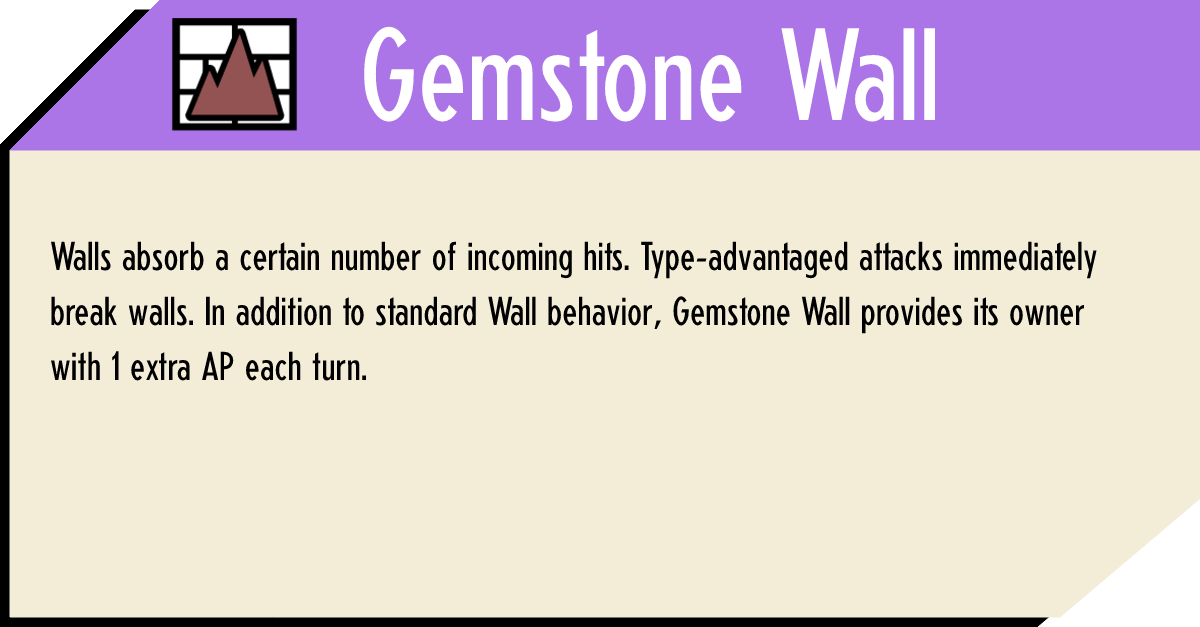 Gemstone Wall
Walls absorb a certain number of incoming hits. Type-advantaged attacks immediately
break walls. In addition to standard Wall behavior, Gemstone Wall provides its owner
with 1 extra AP each turn.